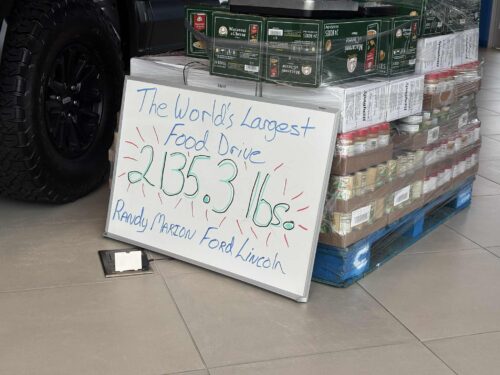 The World's Largest
Food Drive
2135.3 lbs.
Randy Marion Ford Lincoln